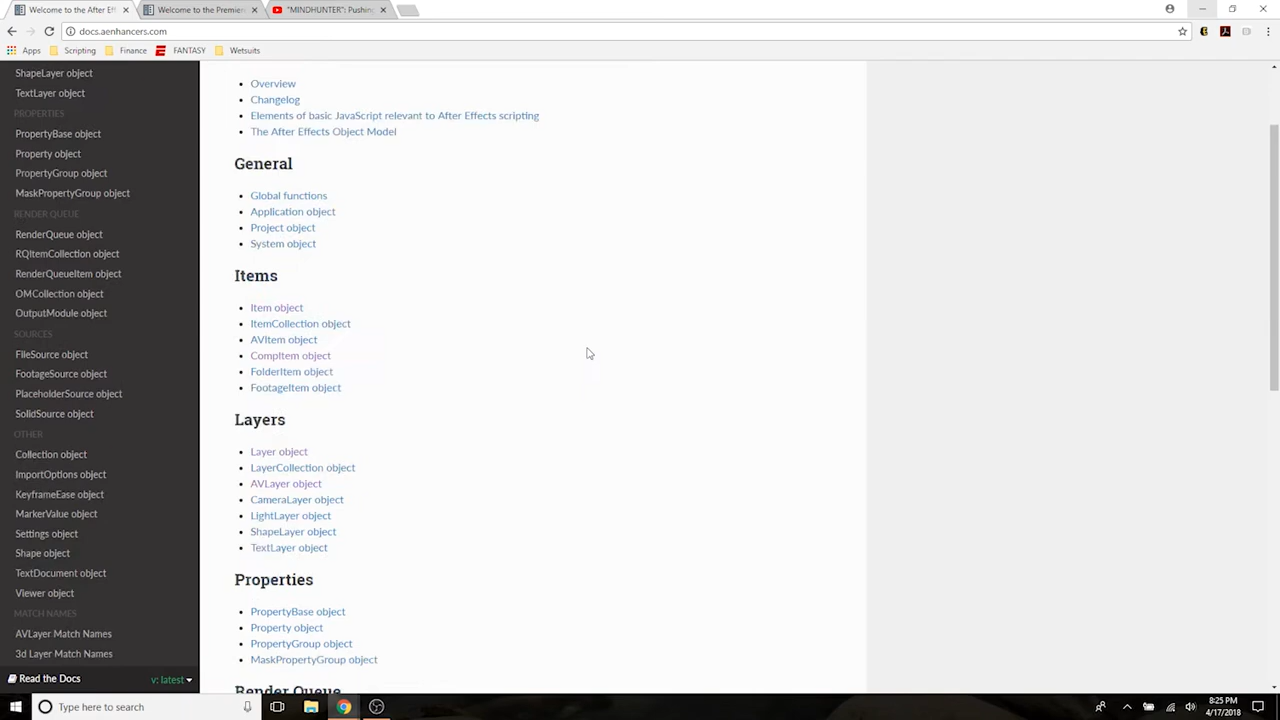 Welcome to the After Eff
Welcome to the Premier
"MINDHUNTER": Pushing
docs.aenhancers.com
Apps
Scripting
Finance
FANTASY
Wetsuits
ShapeLayer object
TextLayer object
PROPERTIES
PropertyBase object
Property object
PropertyGroup object
MaskPropertyGroup object
RENDER QUEUE
RenderQueue object
RQItemCollection object
RenderQueueItem object
OMCollection object
OutputModule object
SOURCES
FileSource object
FootageSource object
PlaceholderSource object
SolidSource object
OTHER
Collection object
ImportOptions object
KeyframeEase object
MarkerValue object
Settings object
Shape object
TextDocument object
Viewer object
MATCH NAMES
AVLayer Match Names
3d Layer Match Names
Read the Docs
v: latest
Overview
Changelog
Elements of basic JavaScript relevant to After Effects scripting
The After Effects Object Model
General
Global functions
Application object
Project object
System object
Items
Item object
ItemCollection object
AVItem object
CompItem object
FolderItem object
FootageItem object
Layers
Layer object
LayerCollection object
AVLayer object
CameraLayer object
LightLayer object
ShapeLayer object
TextLayer object
Properties
PropertyBase object
Property object
PropertyGroup object
MaskPropertyGroup object
Render Queue
Type here to search
8:25 PM
4/17/2018